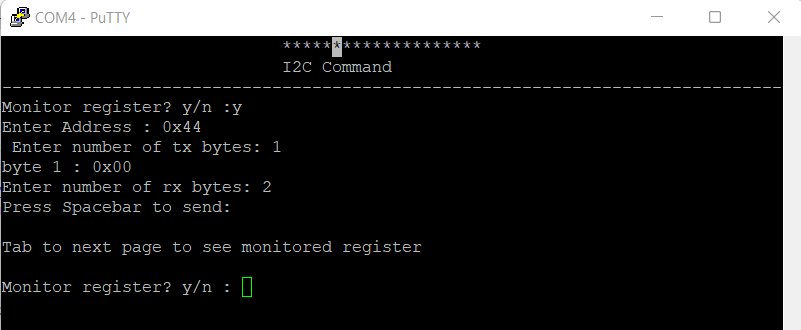 COM4 - PuTTY
********************
I2C Command
------------------------------------------------------------------------------
Monitor register? y/n :y
Enter Address : 0x44
Enter number of tx bytes: 1
byte 1 : 0x00
Enter number of rx bytes: 2
Press Spacebar to send:
Tab to next page to see monitored register
Monitor register? y/n :